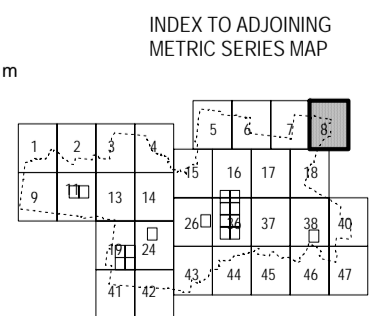 INDEX TO ADJOINING
METRIC SERIES MAP
m
5 6 7 8
1 2 3 4
15 16 17 18
9 11 13 14
26 36 37 38 40
19 24
43 44 45 46 47
41 42